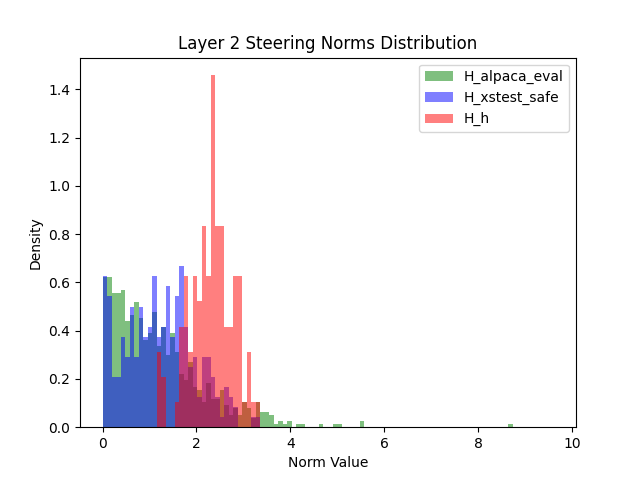 Layer 2 Steering Norms Distribution
H_alpaca_eval
H_xstest_safe
H_h
Density
1.4
1.2
1.0
0.8
0.6
0.4
0.2
0.0
0 2 4 6 8 10
Norm Value